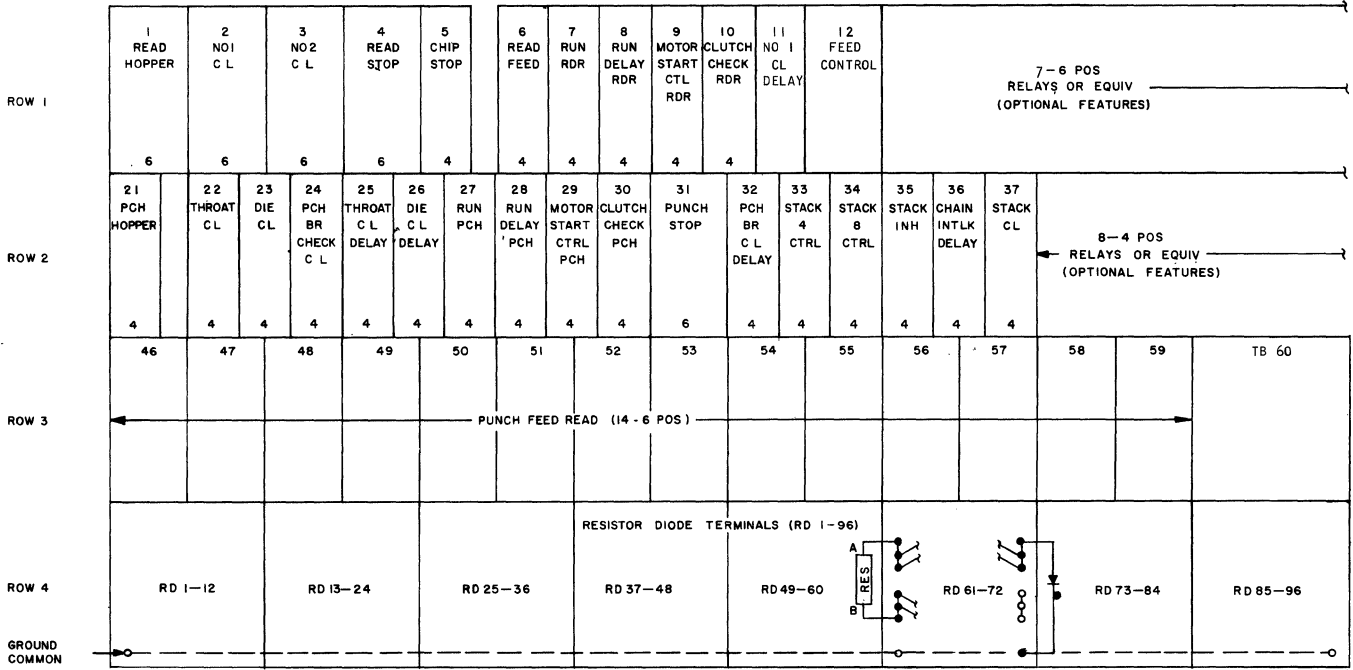 ROW 1
1 READ HOPPER 6
2 NO1 CL 6
3 NO2 CL 6
4 READ STOP 6
5 CHIP STOP 4
6 READ FEED 4
7 RUN RDR 4
8 RUN DELAY RDR 4
9 MOTOR START CTL RDR 4
10 CLUTCH CHECK RDR 4
11 NO 1 CL DELAY
12 FEED CONTROL
7-6 POS
RELAYS OR EQUIV
(OPTIONAL FEATURES)
ROW 2
21 PCH HOPPER 4
22 THROAT CL 4
23 DIE CL 4
24 PCH BR CHECK CL 4
25 THROAT CL DELAY 4
26 DIE CL DELAY 4
27 RUN PCH 4
28 RUN DELAY PCH 4
29 MOTOR START CTRL PCH 4
30 CLUTCH CHECK PCH 4
31 PUNCH STOP 6
32 PCH BR CL DELAY 4
33 STACK 4 CTRL 4
34 STACK 8 CTRL 4
35 STACK INH 4
36 CHAIN INTLK DELAY 4
37 STACK CL 4
8-4 POS
RELAYS OR EQUIV
(OPTIONAL FEATURES)
ROW 3
46 47 48 49 50 51 52 53 54 55 56 57 58 59 TB 60
PUNCH FEED READ (14-6 POS)
ROW 4
RESISTOR DIODE TERMINALS (RD 1-96)
A
RES
B
RD 1-12 RD 13-24 RD 25-36 RD 37-48 RD 49-60 RD 61-72 RD 73-84 RD 85-96
GROUND
COMMON